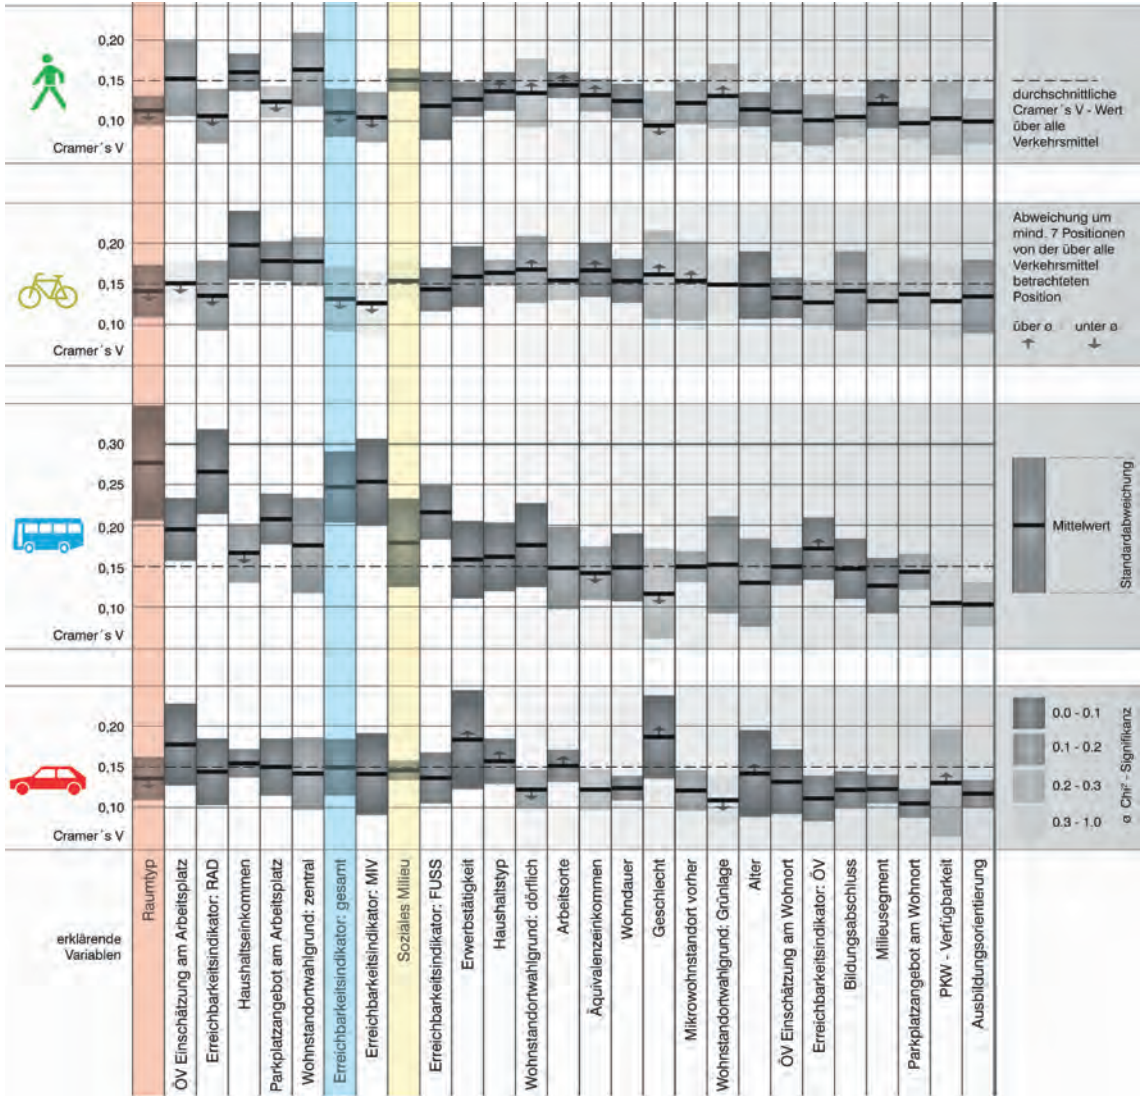 0,20
0,15
0,10
Cramer´s V
durchschnittliche
Cramer´s V - Wert
über alle
Verkehrsmittel
0,20
0,15
0,10
Cramer´s V
Abweichung um
mind. 7 Positionen
von der über alle
Verkehrsmittel
betrachteten
Position
über ø unter ø
0,30
0,25
0,20
0,15
0,10
Cramer´s V
Mittelwert
Standardabweichung
0,20
0,15
0,10
Cramer´s V
0.0 - 0.1
0.1 - 0.2
0.2 - 0.3
0.3 - 1.0
ø Chi² - Signifikanz
erklärende
Variablen
Raumtyp
ÖV Einschätzung am Arbeitsplatz
Erreichbarkeitsindikator: RAD
Haushaltseinkommen
Parkplatzangebot am Arbeitsplatz
Wohnstandortwahlgrund: zentral
Erreichbarkeitsindikator: gesamt
Erreichbarkeitsindikator: MIV
Soziales Milieu
Erreichbarkeitsindikator: FUSS
Erwerbstätigkeit
Haushaltstyp
Wohnstandortwahlgrund: dörflich
Arbeitsorte
Äquivalenzeinkommen
Wohndauer
Geschlecht
Mikrowohnstandort vorher
Wohnstandortwahlgrund: Grünlage
Alter
ÖV Einschätzung am Wohnort
Erreichbarkeitsindikator: ÖV
Bildungsabschluss
Milieusegment
Parkplatzangebot am Wohnort
PKW - Verfügbarkeit
Ausbildungsorientierung